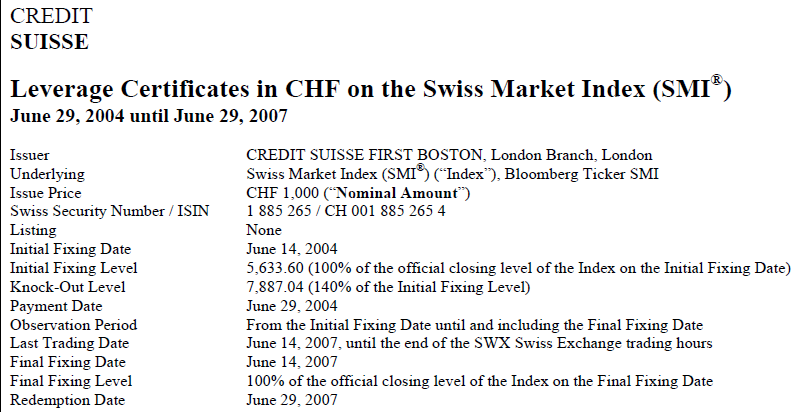 CREDIT
SUISSE
Leverage Certificates in CHF on the Swiss Market Index (SMI®)
June 29, 2004 until June 29, 2007
Issuer CREDIT SUISSE FIRST BOSTON, London Branch, London
Underlying Swiss Market Index (SMI®) (“Index”), Bloomberg Ticker SMI
Issue Price CHF 1,000 (“Nominal Amount”)
Swiss Security Number / ISIN 1 885 265 / CH 001 885 265 4
Listing None
Initial Fixing Date June 14, 2004
Initial Fixing Level 5,633.60 (100% of the official closing level of the Index on the Initial Fixing Date)
Knock-Out Level 7,887.04 (140% of the Initial Fixing Level)
Payment Date June 29, 2004
Observation Period From the Initial Fixing Date until and including the Final Fixing Date
Last Trading Date June 14, 2007, until the end of the SWX Swiss Exchange trading hours
Final Fixing Date June 14, 2007
Final Fixing Level 100% of the official closing level of the Index on the Final Fixing Date
Redemption Date June 29, 2007